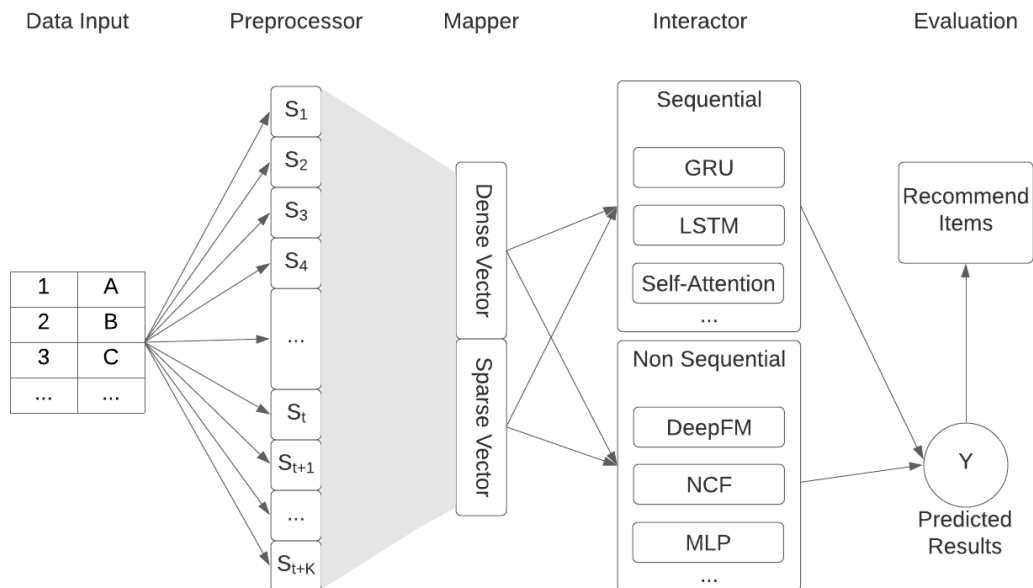 Data Input
Preprocessor
Mapper
Interactor
Evaluation
1 A
2 B
3 C
... ...
S1
S2
S3
S4
...
St
St+1
...
St+K
Dense Vector
Sparse Vector
Sequential
GRU
LSTM
Self-Attention
...
Non Sequential
DeepFM
NCF
MLP
...
Recommend
Items
Y
Predicted
Results